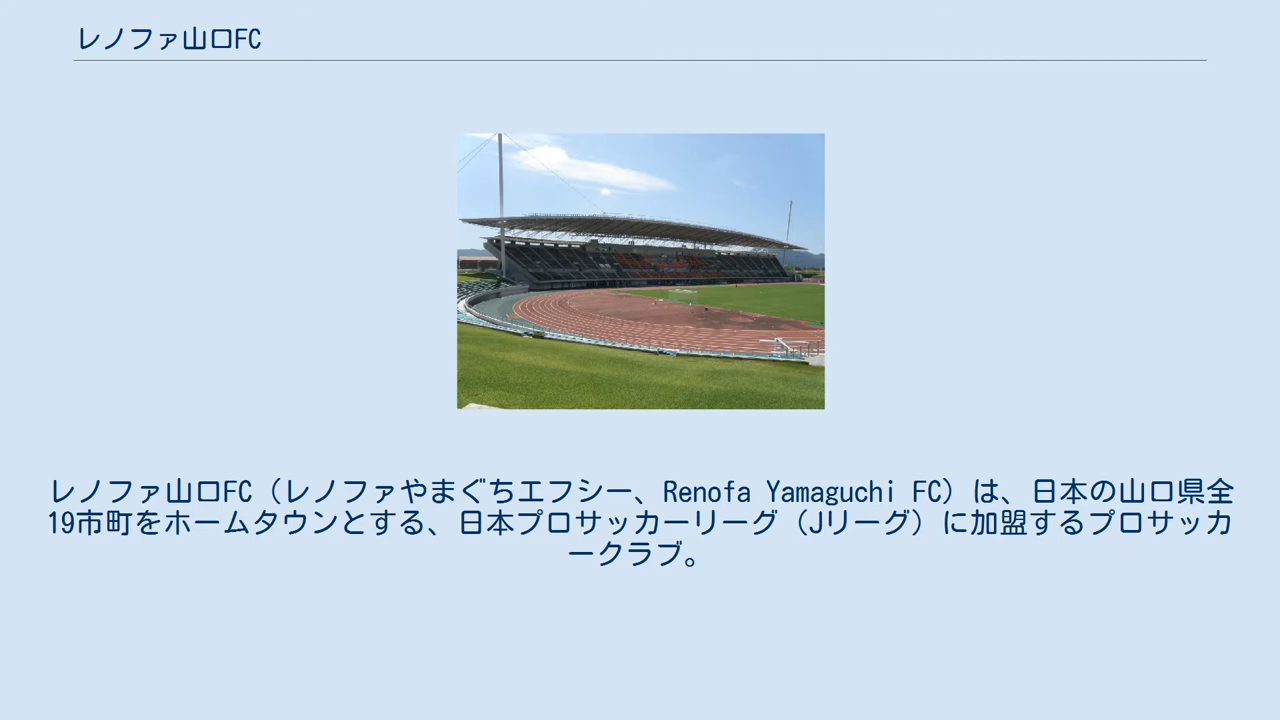 レノファ山口FC
レノファ山口FC（レノファやまぐちエフシー、Renofa Yamaguchi FC）は、日本の山口県全
19市町をホームタウンとする、日本プロサッカーリーグ（Jリーグ）に加盟するプロサッカ
ークラブ。